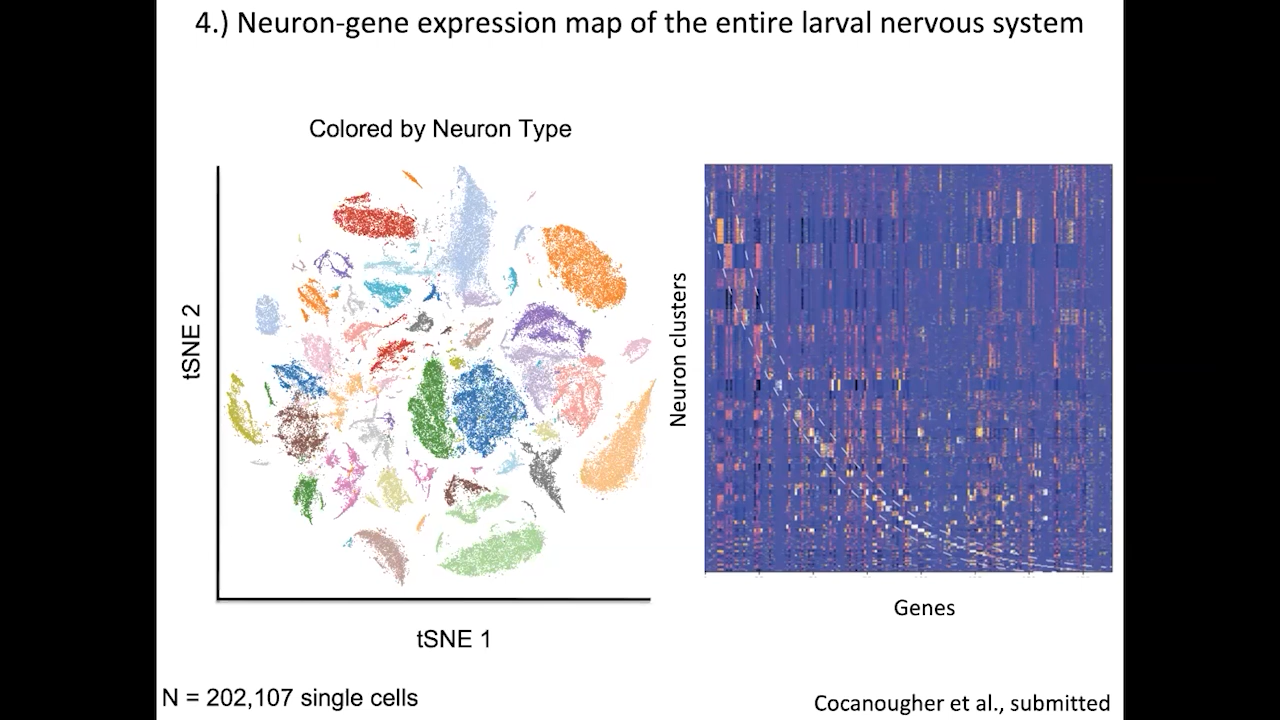 4.) Neuron-gene expression map of the entire larval nervous system
Colored by Neuron Type
tSNE 2
tSNE 1
Neuron clusters
Genes
N = 202,107 single cells
Cocanougher et al., submitted